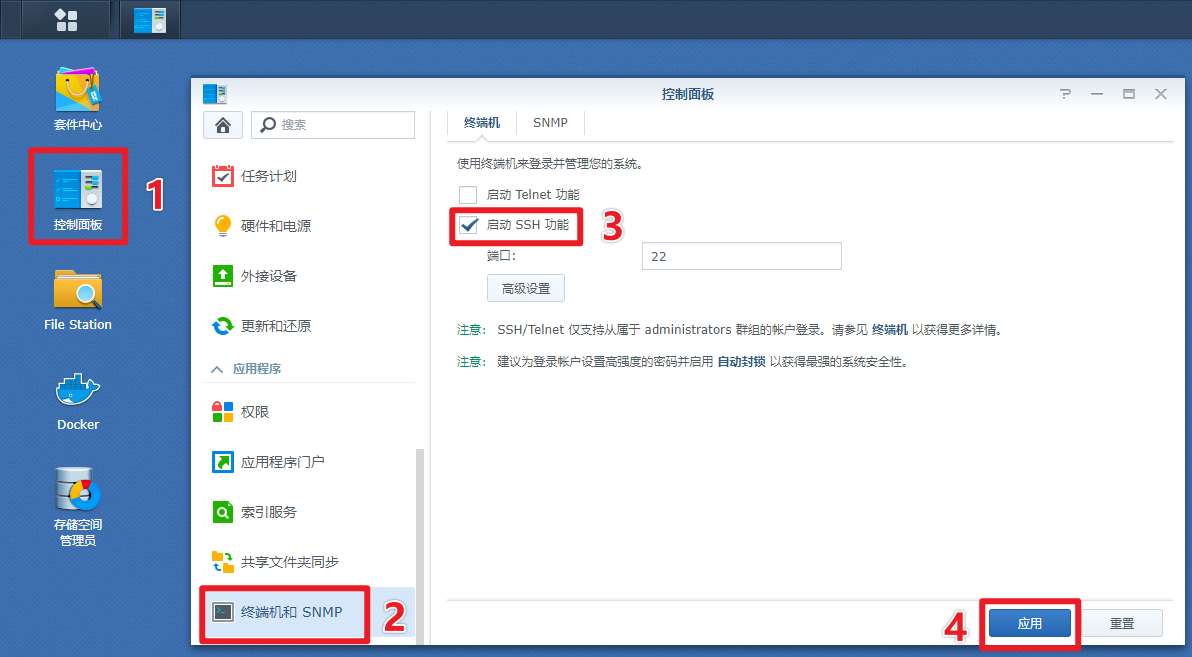 套件中心
控制面板
1
File Station
Docker
存储空间
管理员
控制面板
搜索
任务计划
硬件和电源
外接设备
更新和还原
应用程序
权限
应用程序门户
索引服务
共享文件夹同步
终端机和 SNMP
2
终端机
SNMP
使用终端机来登录并管理您的系统。
启动 Telnet 功能
启动 SSH 功能
3
端口:
22
高级设置
注意: SSH/Telnet 仅支持从属于 administrators 群组的帐户登录。请参见 终端机 以获得更多详情。
注意: 建议为登录帐户设置高强度的密码并启用 自动封锁 以获得最强的系统安全性。
4
应用
重置